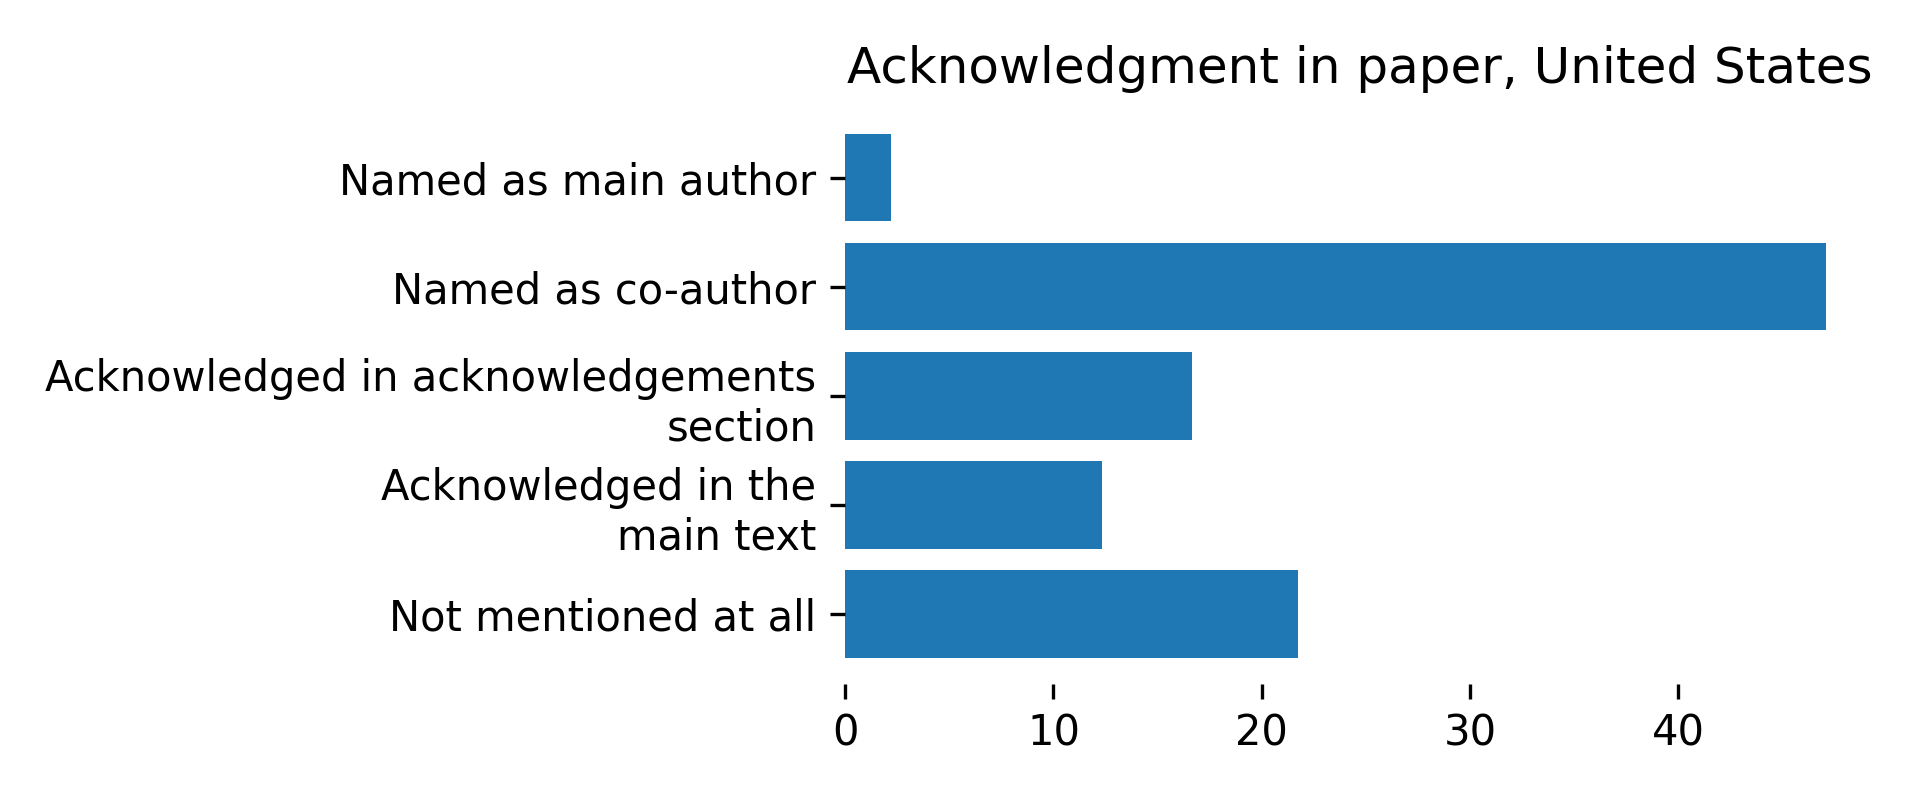 Acknowledgment in paper, United States
Named as main author
Named as co-author
Acknowledged in acknowledgements
section
Acknowledged in the
main text
Not mentioned at all
0 10 20 30 40